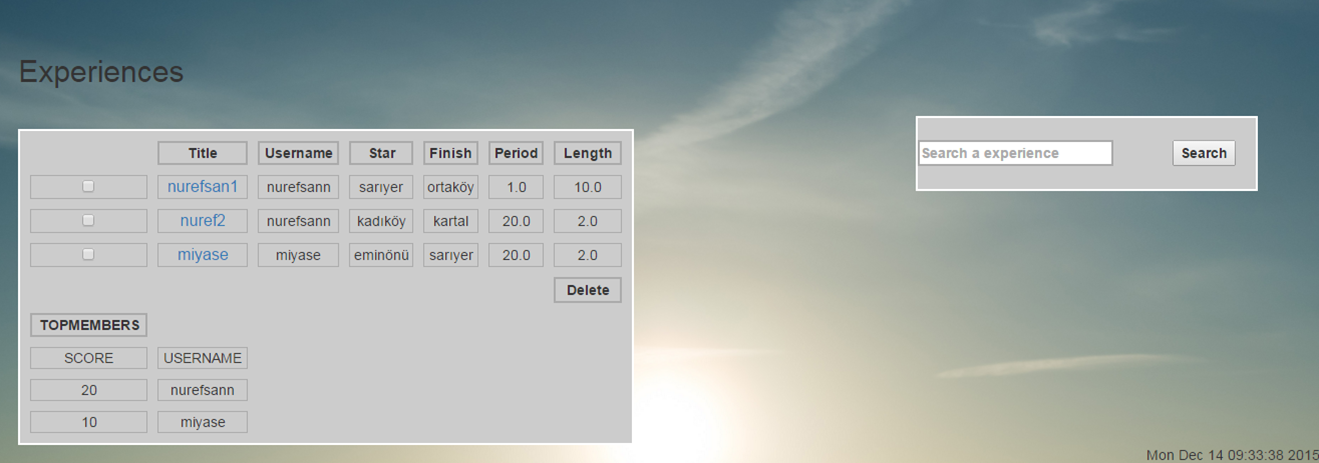 Experiences
Title Username Star Finish Period Length
nurefsan1 nurefsann sarıyer ortaköy 1.0 10.0
nuref2 nurefsann kadıköy kartal 20.0 2.0
miyase miyase eminönü sarıyer 20.0 2.0
Delete
TOPMEMBERS
SCORE USERNAME
20 nurefsann
10 miyase
Search a experience Search
Mon Dec 14 09:33:38 2015